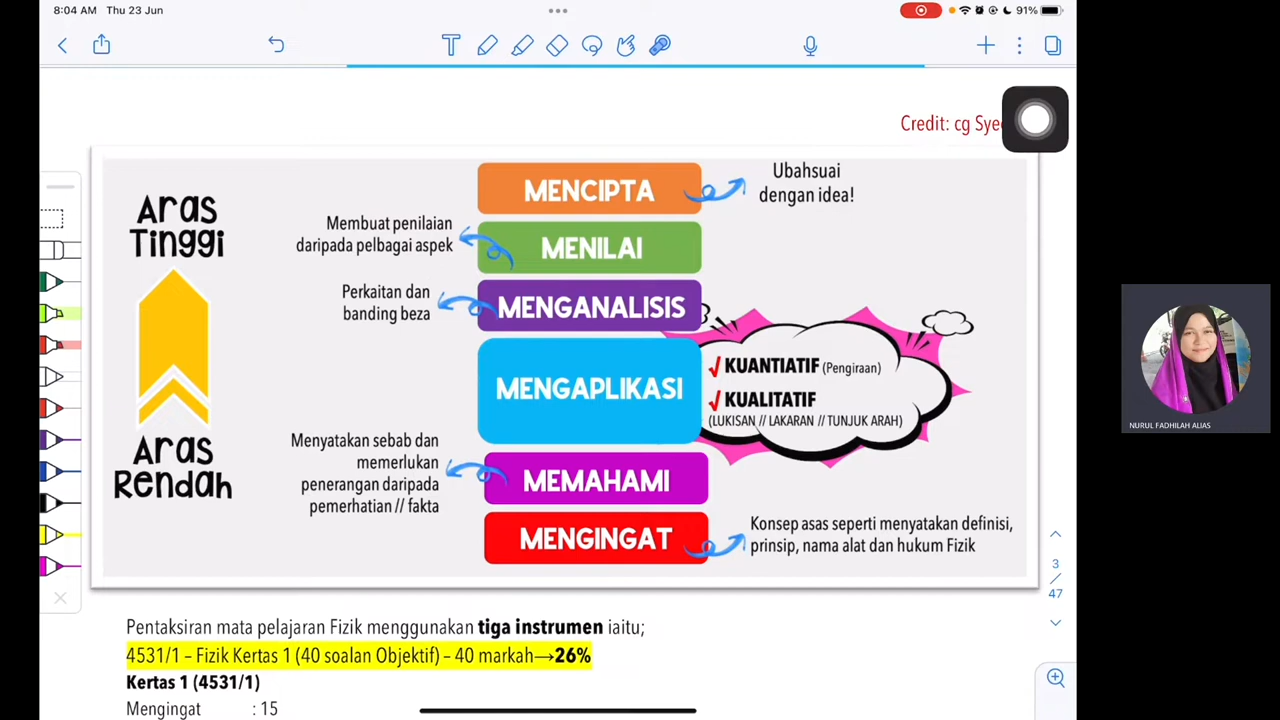 8:04 AM Thu 23 Jun
91%
Credit: cg Sye
MENCIPTA
Ubahsuai
dengan idea!
Aras
Tinggi
Membuat penilaian
daripada pelbagai aspek
MENILAI
Perkaitan dan
banding beza
MENGANALISIS
MENGAPLIKASI
√ KUANTIATIF (Pengiraan)
√ KUALITATIF
(LUKISAN // LAKARAN // TUNJUK ARAH)
Aras
Rendah
Menyatakan sebab dan
memerlukan
penerangan daripada
pemerhatian // fakta
MEMAHAMI
MENGINGAT
Konsep asas seperti menyatakan definisi,
prinsip, nama alat dan hukum Fizik
3
/
47
Pentaksiran mata pelajaran Fizik menggunakan tiga instrumen iaitu;
4531/1 – Fizik Kertas 1 (40 soalan Objektif) – 40 markah→26%
Kertas 1 (4531/1)
Mengingat : 15
NURUL FADHILAH ALIAS